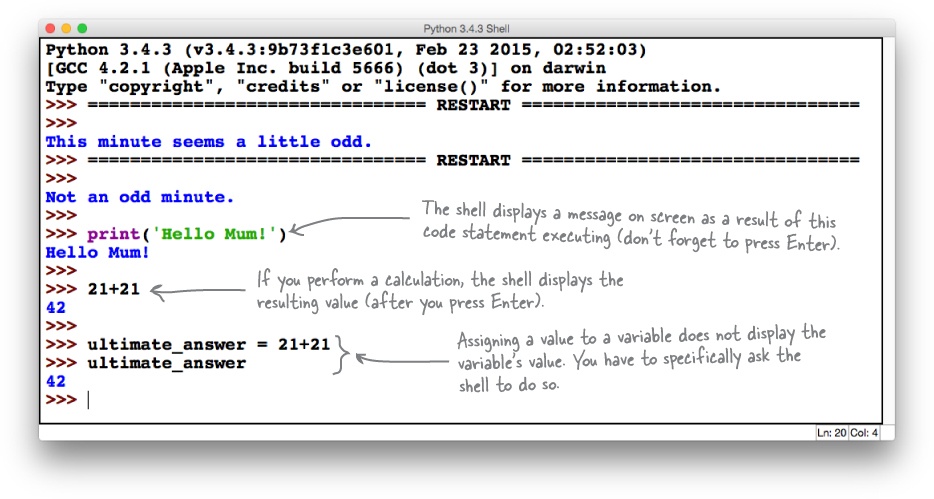 Python 3.4.3 Shell
Python 3.4.3 (v3.4.3:9b73f1c3e601, Feb 23 2015, 02:52:03)
[GCC 4.2.1 (Apple Inc. build 5666) (dot 3)] on darwin
Type "copyright", "credits" or "license()" for more information.
>>> ================================ RESTART ================================
>>>
This minute seems a little odd.
>>> ================================ RESTART ================================
>>>
Not an odd minute.
>>>
>>> print('Hello Mum!')
Hello Mum!
The shell displays a message on screen as a result of this
code statement executing (don't forget to press Enter).
>>>
>>> 21+21
42
If you perform a calculation, the shell displays the
resulting value (after you press Enter).
>>>
>>> ultimate_answer = 21+21
>>> ultimate_answer
42
Assigning a value to a variable does not display the
variable's value. You have to specifically ask the
shell to do so.
>>>
Ln: 20 Col: 4